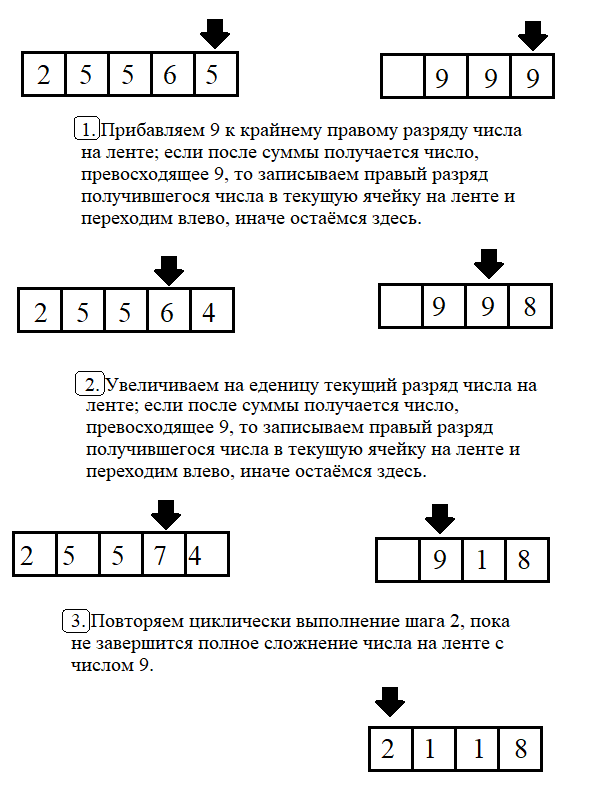 2 5 5 6 5
9 9 9
1. Прибавляем 9 к крайнему правому разряду числа
на ленте; если после суммы получается число,
превосходящее 9, то записываем правый разряд
получившегося числа в текущую ячейку на ленте и
переходим влево, иначе остаёмся здесь.
2 5 5 6 4
9 9 8
2. Увеличиваем на еденицу текущий разряд числа на
ленте; если после суммы получается число,
превосходящее 9, то записываем правый разряд
получившегося числа в текущую ячейку на ленте и
переходим влево, иначе остаёмся здесь.
2 5 5 7 4
9 1 8
3. Повторяем циклически выполнение шага 2, пока
не завершится полное сложнение числа на ленте с
числом 9.
2 1 1 8